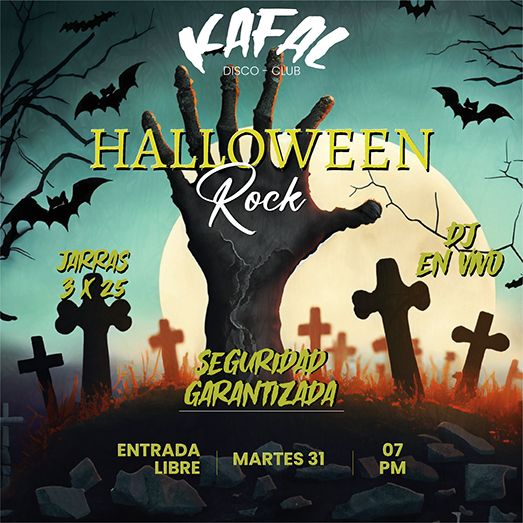 KAFAL
DISCO - CLUB
HALLOWEEN
Rock
JARRAS
3 X 25
DJ
EN VIVO
SEGURIDAD
GARANTIZADA
ENTRADA
LIBRE
MARTES 31
07
PM